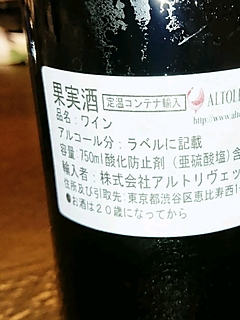 果実酒 定温コンテナ輸入
品名：ワイン
http://www.
アルコール分：ラベルに記載
容量：750ml 酸化防止剤（亜硫酸塩）含
輸入者：株式会社アルトリヴェッ
住所及び引取先：東京都渋谷区恵比寿西1-
●お酒は20歳になってから